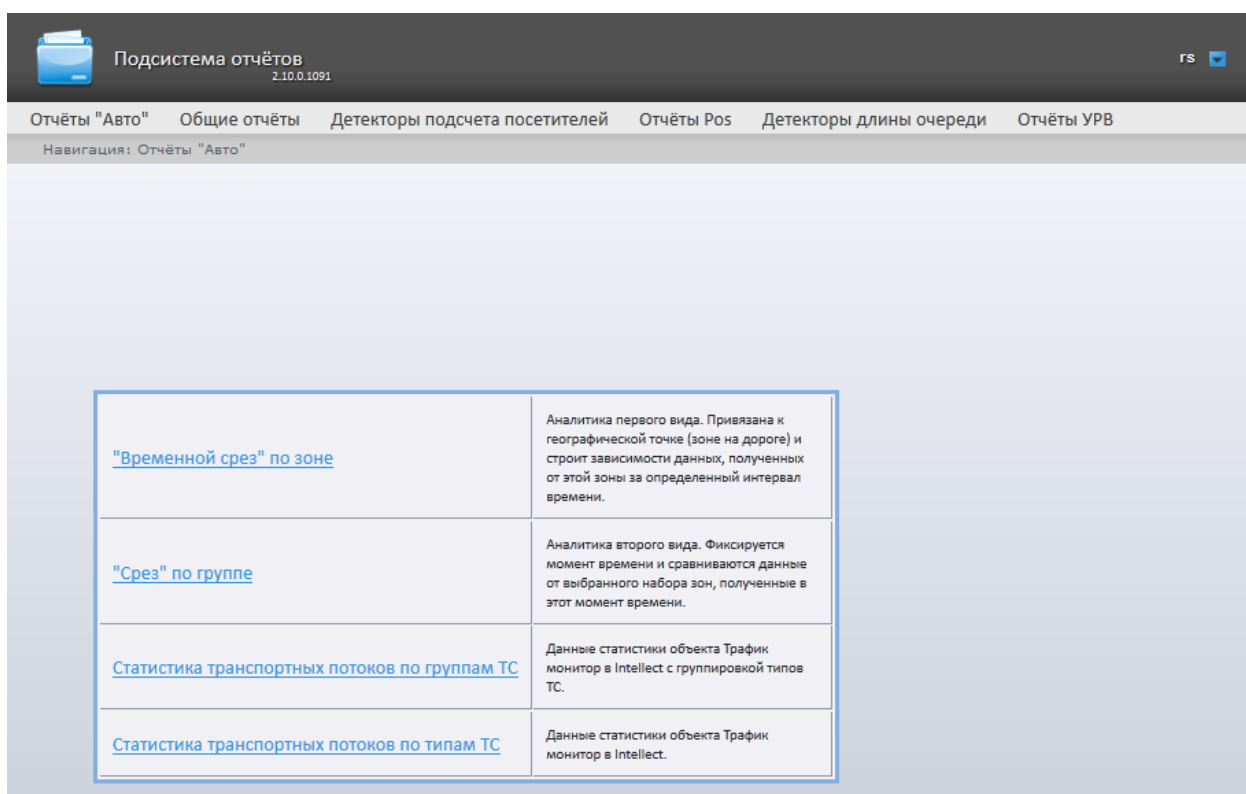 Подсистема отчётов
2.10.0.1091
rs
Отчёты "Авто" Общие отчёты Детекторы подсчета посетителей Отчёты Pos Детекторы длины очереди Отчёты УРВ
Навигация: Отчёты "Авто"
"Временной срез" по зоне
Аналитика первого вида. Привязана к
географической точке (зоне на дороге) и
строит зависимости данных, полученных
от этой зоны за определенный интервал
времени.
"Срез" по группе
Аналитика второго вида. Фиксируется
момент времени и сравниваются данные
от выбранного набора зон, полученные в
этот момент времени.
Статистика транспортных потоков по группам ТС
Данные статистики объекта Трафик
монитор в Intellect с группировкой типов
ТС.
Статистика транспортных потоков по типам ТС
Данные статистики объекта Трафик
монитор в Intellect.